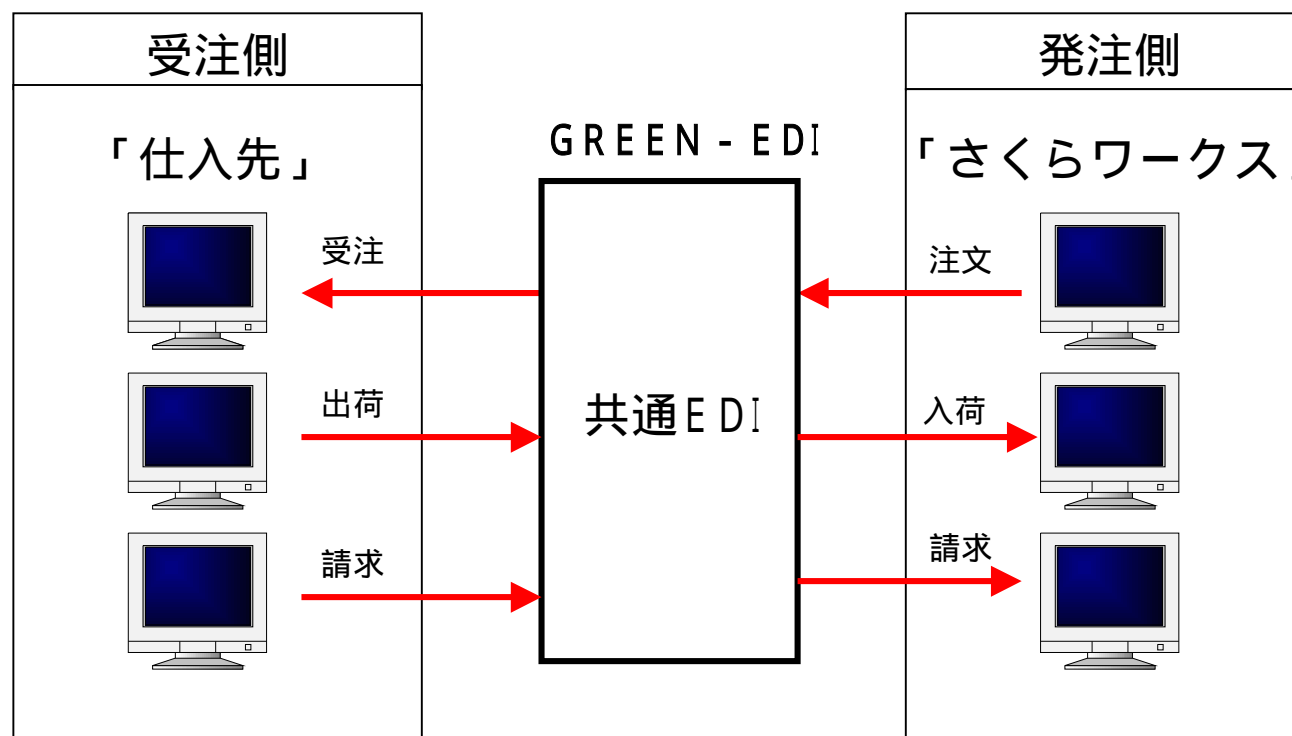 受注側
発注側
「仕入先」
GREEN-EDI
「さくらワークス」
受注
注文
出荷
共通EDI
入荷
請求
請求